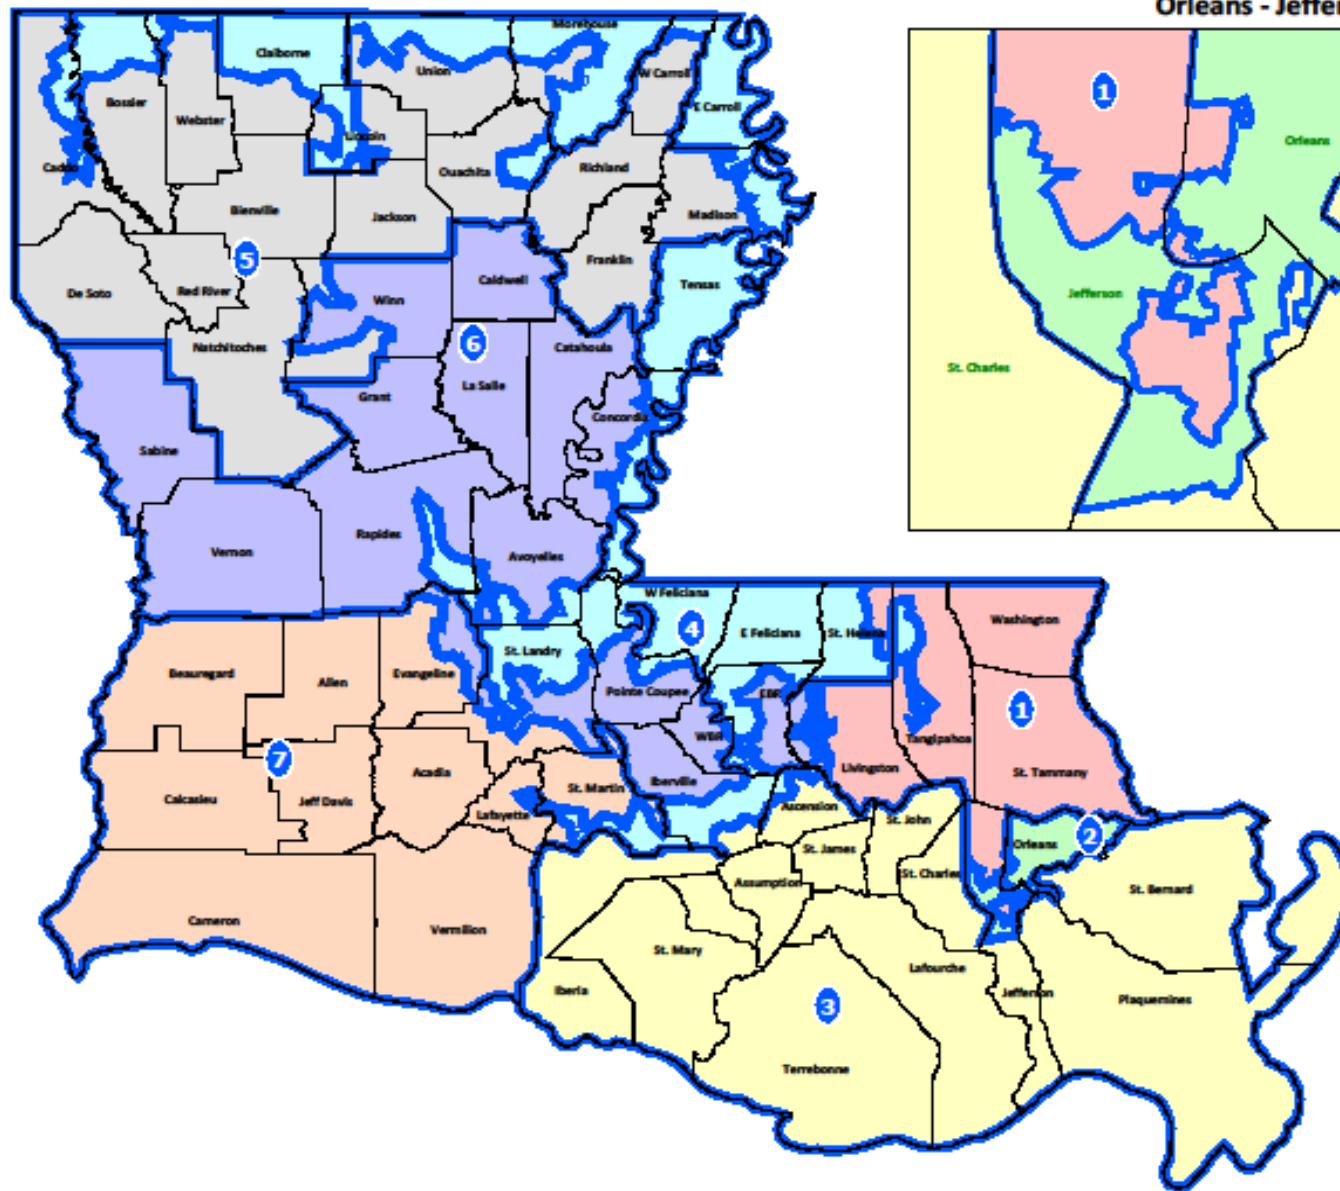 Orleans - Jeffer
Morehouse
Claiborne
Union
W Carroll
E Carroll
Bossier
Webster
Lincoln
Caddo
Ouachita
Richland
Bienville
Jackson
Madison
5
De Soto
Red River
Winn
Caldwell
Franklin
Tensas
Natchitoches
6
Catahoula
Grant
La Salle
Concordia
Sabine
Rapides
Vernon
Avoyelles
1
Orleans
Jefferson
St. Charles
W Feliciana
4
E Feliciana
St. Helena
Washington
St. Landry
Beauregard
Allen
Evangeline
Pointe Coupee
EBR
1
WBR
Tangipahoa
7
Acadia
Livingston
St. Tammany
Calcasieu
Jeff Davis
St. Martin
Iberville
Lafayette
Ascension
St. John
2
Orleans
St. James
St. Charles
Assumption
St. Bernard
Cameron
Vermilion
St. Mary
Lafourche
Iberia
3
Jefferson
Plaquemines
Terrebonne